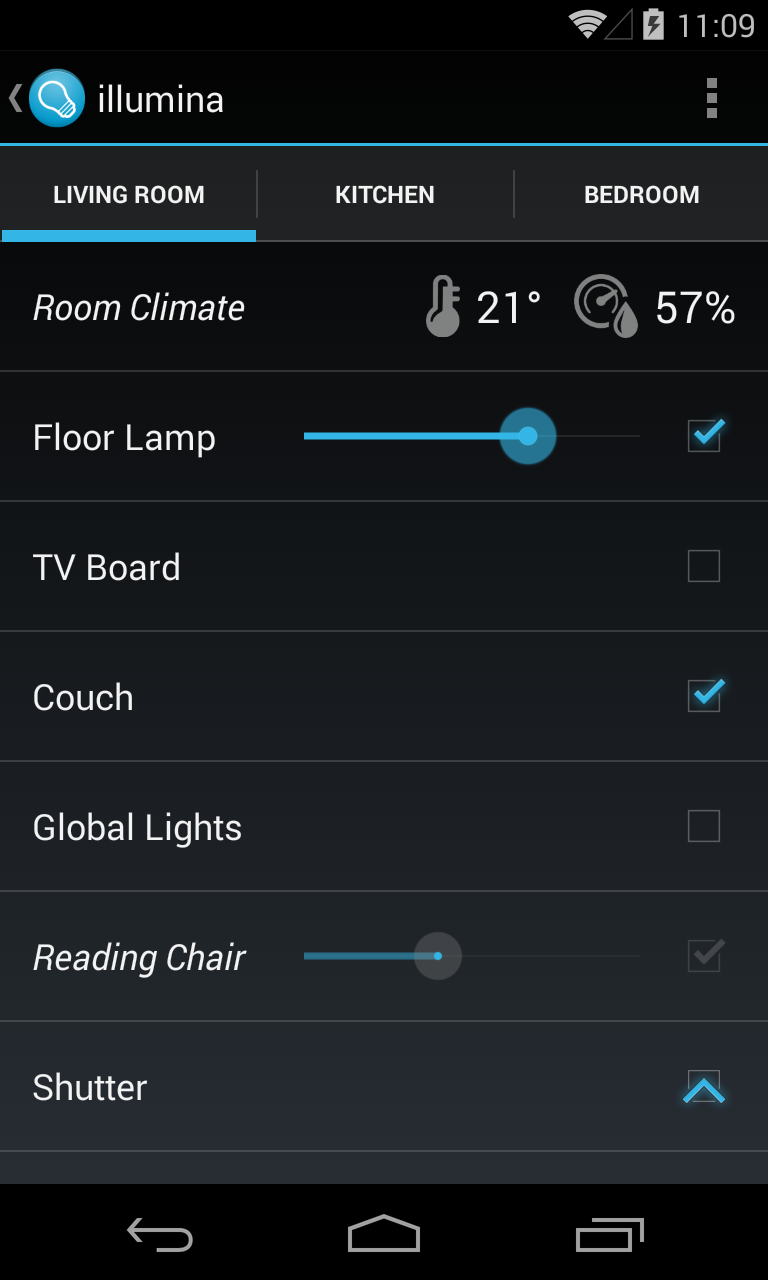 11:09
illumina
LIVING ROOM KITCHEN BEDROOM
Room Climate 21° 57%
Floor Lamp
TV Board
Couch
Global Lights
Reading Chair
Shutter